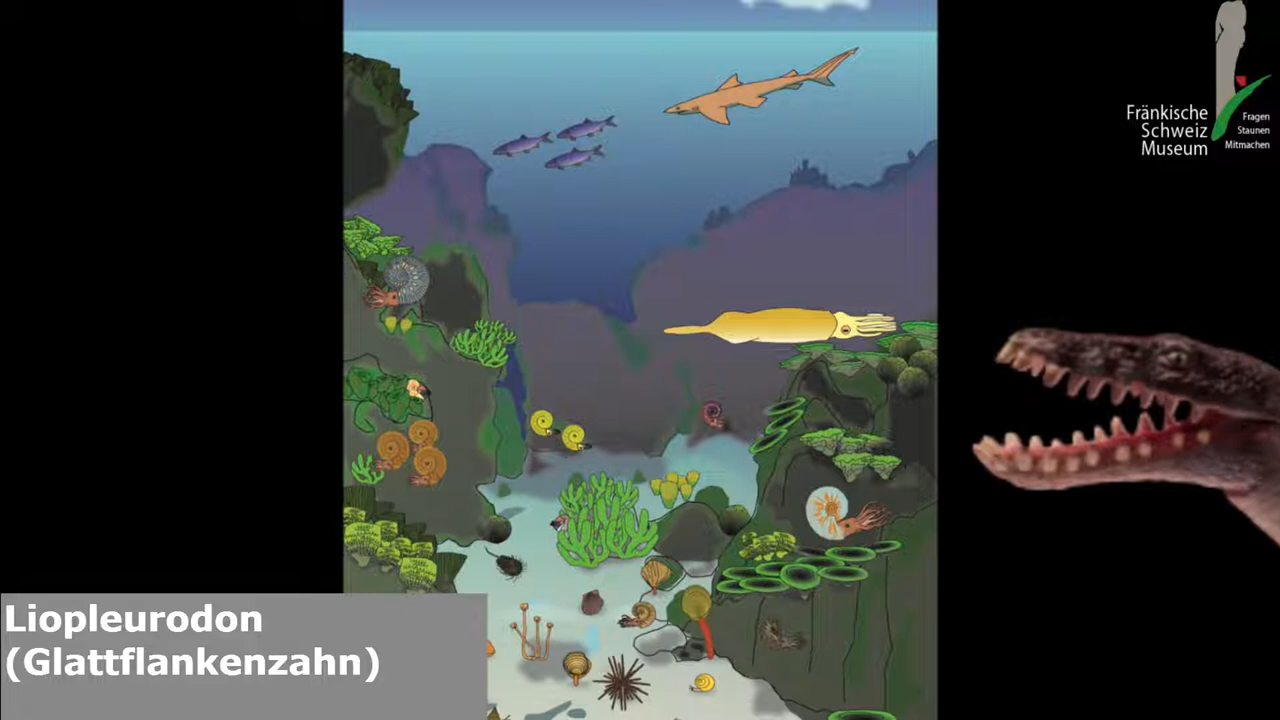 Fränkische
Schweiz
Museum
Fragen
Staunen
Mitmachen
Liopleurodon
(Glattflankenzahn)